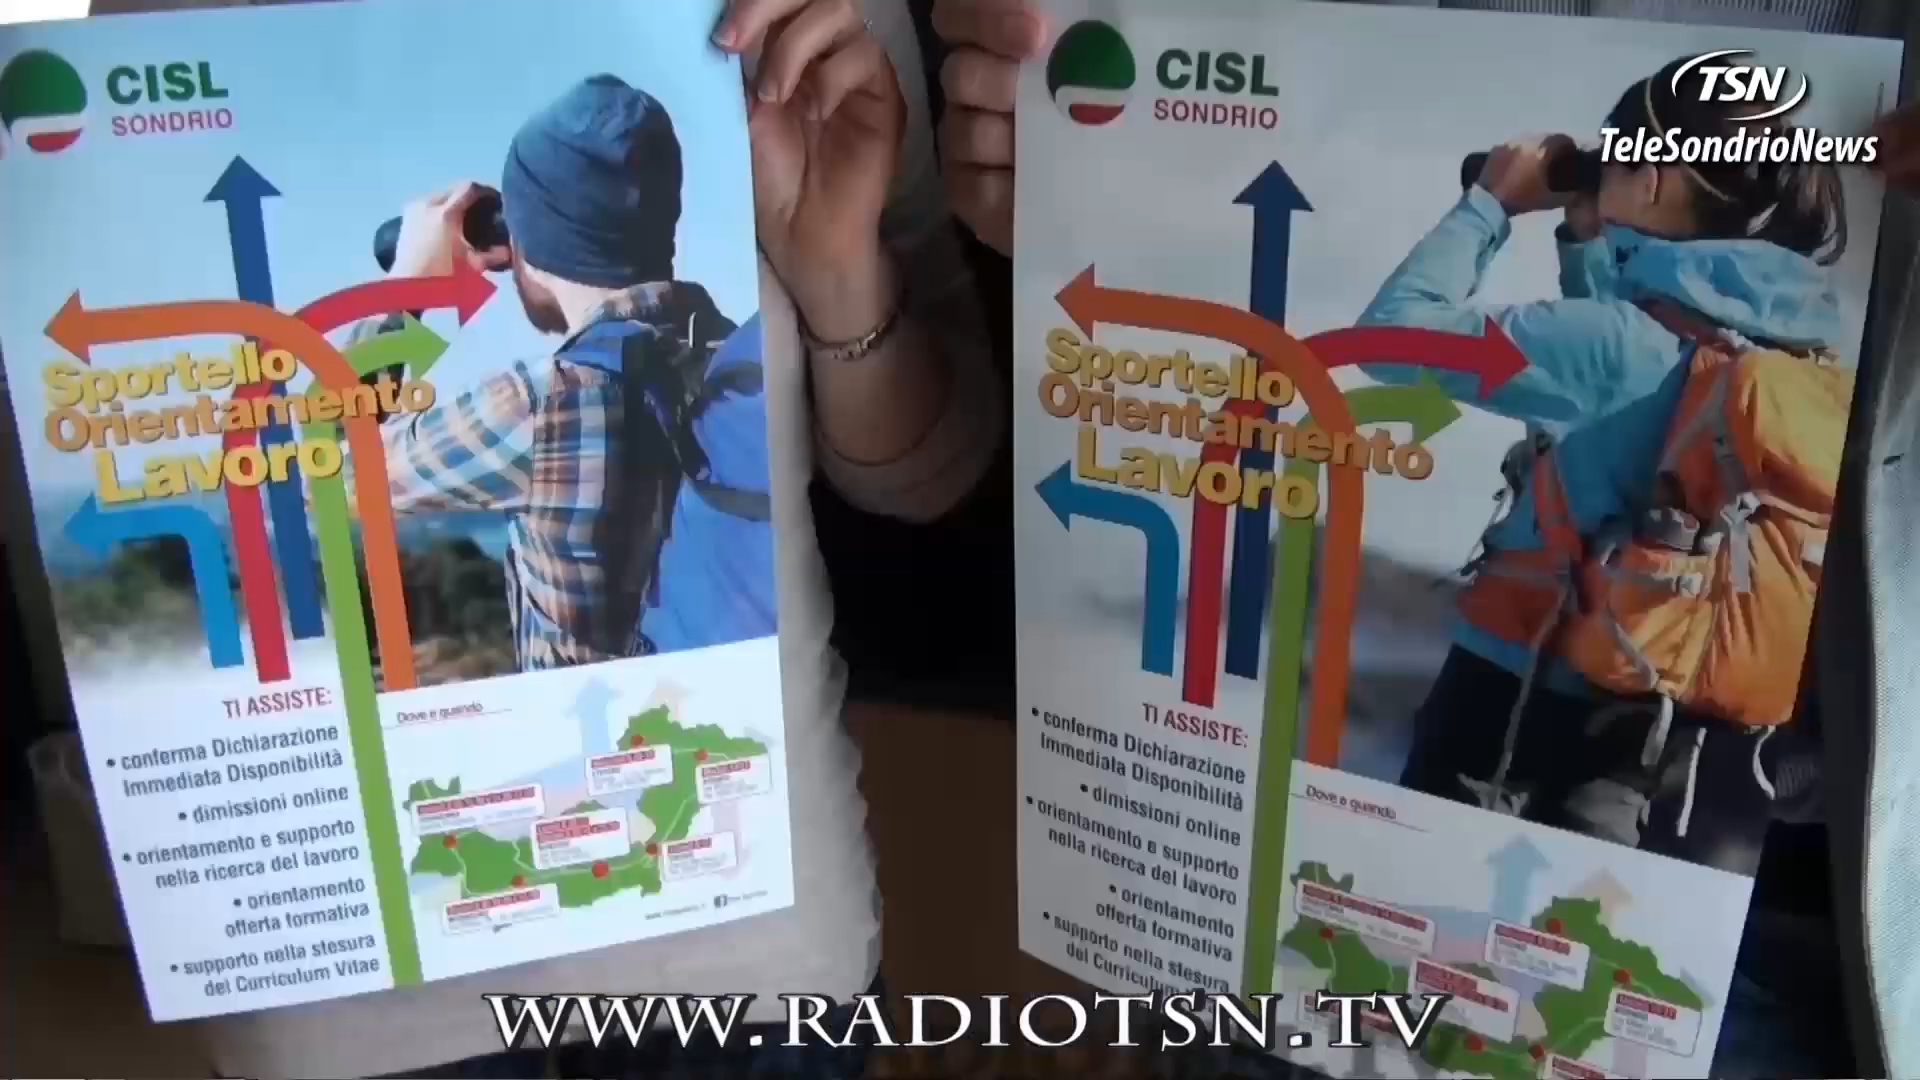 CISL
SONDRIO
Sportello
Orientamento
Lavoro
TI ASSISTE:
• conferma Dichiarazione
Immediata Disponibilità
• dimissioni online
• orientamento e supporto
nella ricerca del lavoro
• orientamento
offerta formativa
• supporto nella stesura
del Curriculum Vitae
Dove e quando
CISL
SONDRIO
Sportello
Orientamento
Lavoro
TI ASSISTE:
• conferma Dichiarazione
Immediata Disponibilità
• dimissioni online
• orientamento e supporto
nella ricerca del lavoro
• orientamento
offerta formativa
• supporto nella stesura
del
Dove e quando
TSN
TeleSondrioNews
WWW.RADIOTSN.TV